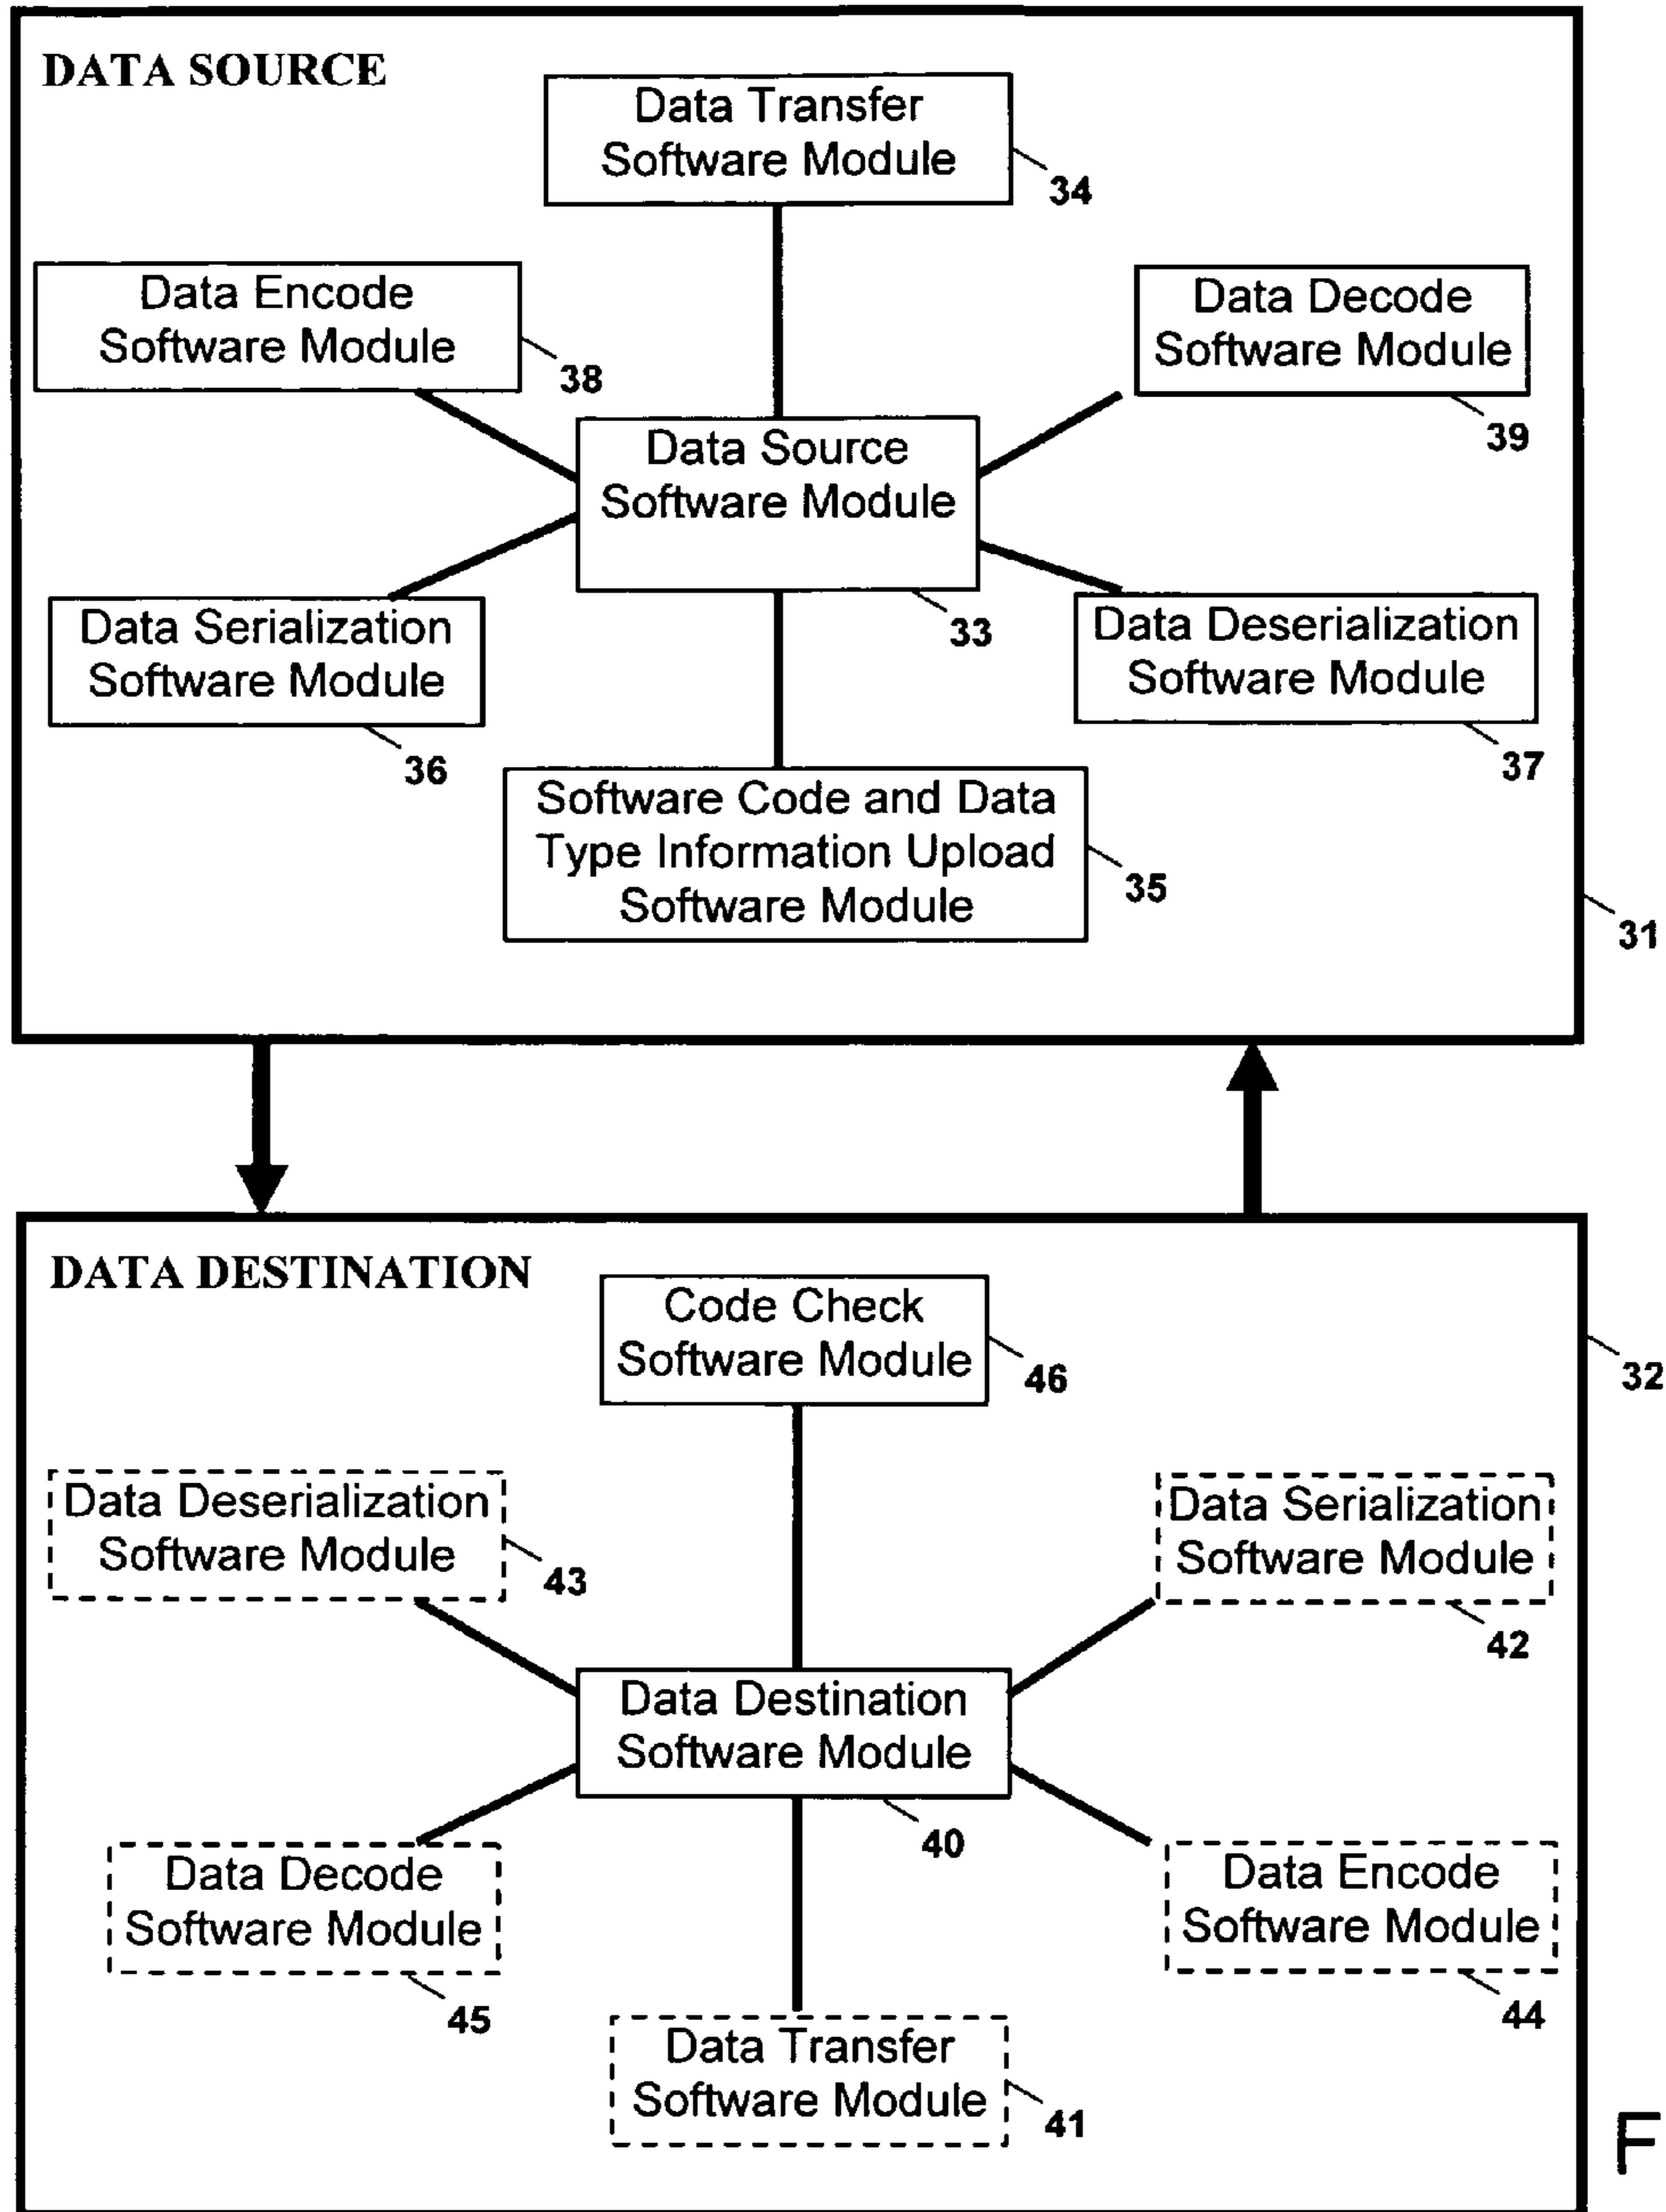 DATA SOURCE
Data Transfer
Software Module
34
Data Encode
Software Module
38
Data Decode
Software Module
39
Data Source
Software Module
33
Data Serialization
Software Module
36
Data Deserialization
Software Module
37
Software Code and Data
Type Information Upload
Software Module
35
31
DATA DESTINATION
Code Check
Software Module
46
32
Data Deserialization
Software Module
43
Data Serialization
Software Module
42
Data Destination
Software Module
40
Data Decode
Software Module
45
Data Encode
Software Module
44
Data Transfer
Software Module
41
F